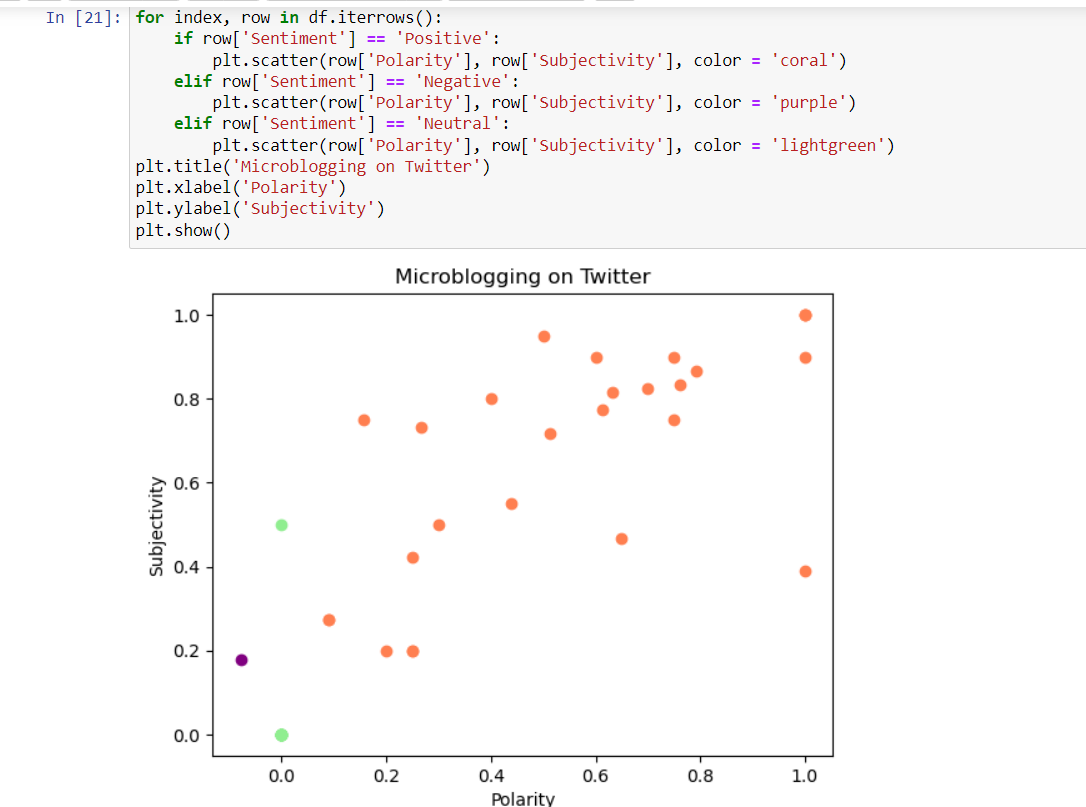 In [21]: for index, row in df.iterrows():
    if row['Sentiment'] == 'Positive':
        plt.scatter(row['Polarity'], row['Subjectivity'], color = 'coral')
    elif row['Sentiment'] == 'Negative':
        plt.scatter(row['Polarity'], row['Subjectivity'], color = 'purple')
    elif row['Sentiment'] == 'Neutral':
        plt.scatter(row['Polarity'], row['Subjectivity'], color = 'lightgreen')
plt.title('Microblogging on Twitter')
plt.xlabel('Polarity')
plt.ylabel('Subjectivity')
plt.show()
Microblogging on Twitter
Subjectivity
1.0
0.8
0.6
0.4
0.2
0.0
0.0 0.2 0.4 0.6 0.8 1.0
Polarity